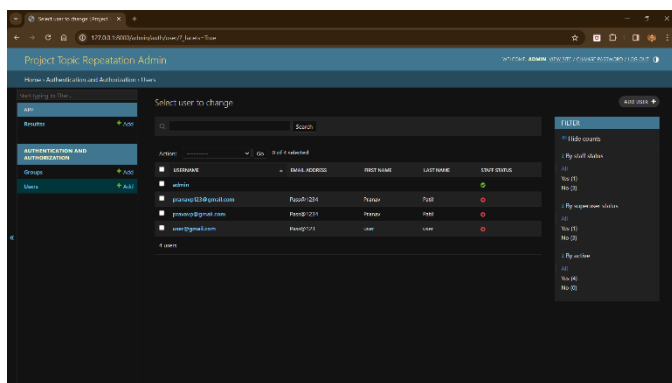 Select user to change | Project
127.0.0.1:8000/admin/auth/user/?_facets=True
Project Topic Repeatation Admin
WELCOME, ADMIN. VIEW SITE / CHANGE PASSWORD / LOG OUT
Home › Authentication and Authorization › Users
Start typing to filter...
APP
Resultss + Add
AUTHENTICATION AND AUTHORIZATION
Groups + Add
Users + Add
«
Select user to change
ADD USER +
Search
Action: --------- Go 0 of 4 selected
USERNAME EMAIL ADDRESS FIRST NAME LAST NAME STAFF STATUS
admin
pranavp123@gmail.com Pass@1234 Pranav Patil
pranavp@gmail.com Pass@1234 Pranav Patil
user@gmail.com Pass@123 user user
4 users
FILTER
Hide counts
↓ By staff status
All
Yes (1)
No (3)
↓ By superuser status
All
Yes (1)
No (3)
↓ By active
All
Yes (4)
No (0)